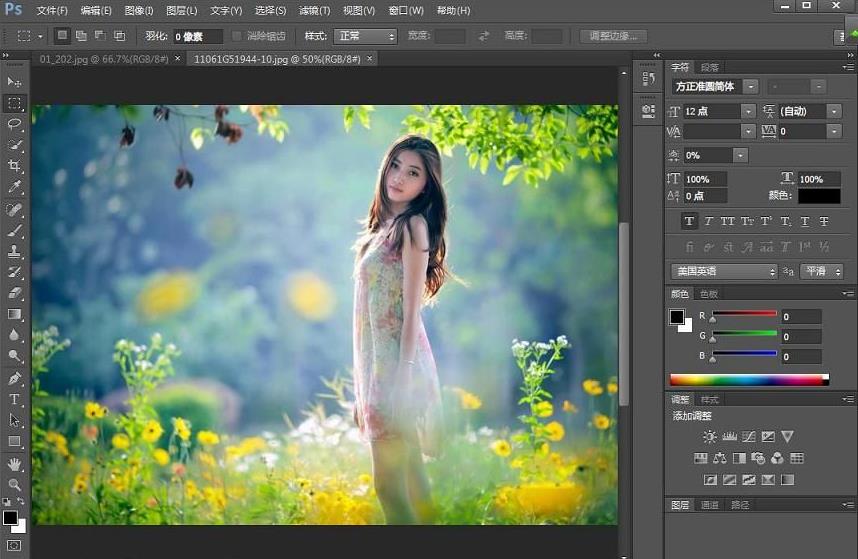 Ps 文件(F) 编辑(E) 图像(I) 图层(L) 文字(Y) 选择(S) 滤镜(T) 视图(V) 窗口(W) 帮助(H)
羽化: 0 像素 消除锯齿 样式: 正常 宽度: 高度: 调整边缘...
01_202.jpg @ 66.7%(RGB/8#) × 11061G51944-10.jpg @ 50%(RGB/8#) ×
字符 段落
方正准圆简体 -
12 点 (自动)
0
0%
100% 100%
0 点 颜色:
T T TT Tт T¹ T₁ T T
fi st A aa T 1st ½
美国英语 aa 平滑
颜色 色板
R 0
G 0
B 0
调整 样式
添加调整
图层 通道 路径